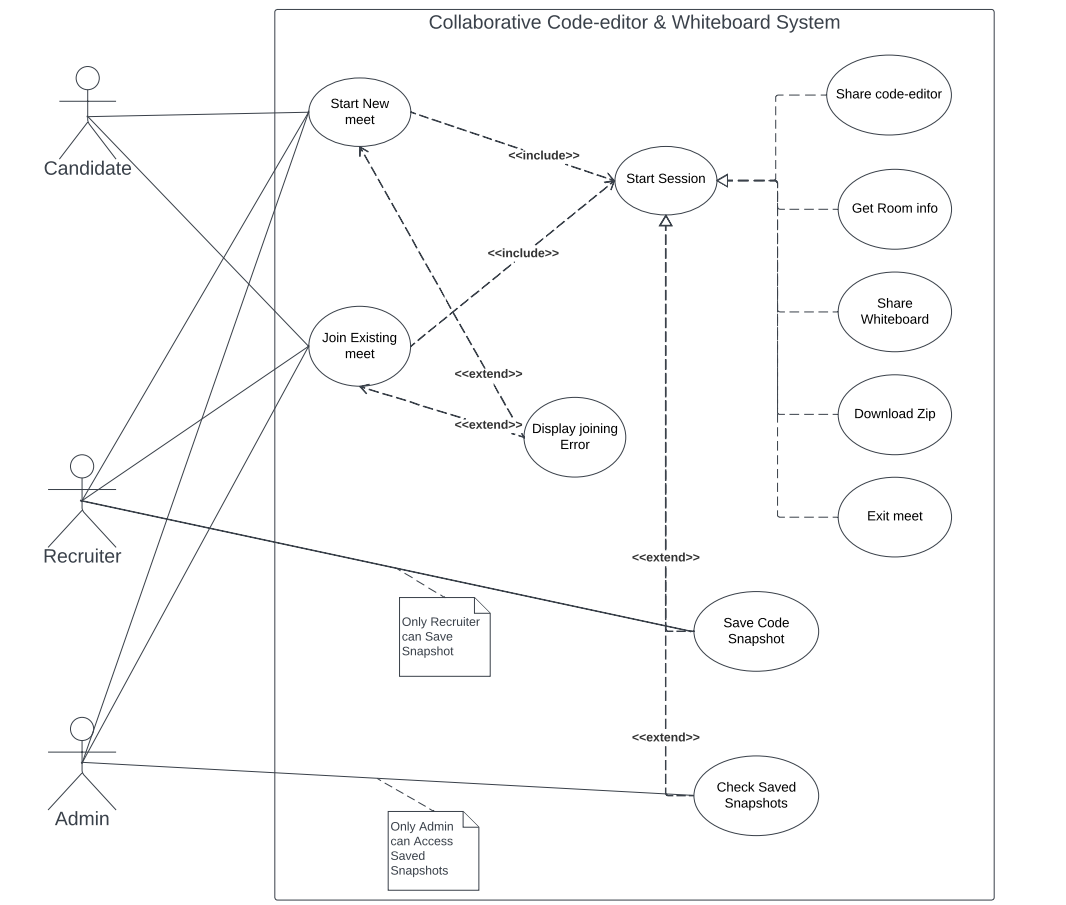 Collaborative Code-editor & Whiteboard System
Candidate
Start New
meet
Share code-editor
<<include>>
Start Session
Get Room info
<<include>>
Share
Whiteboard
Join Existing
meet
<<extend>>
<<extend>>
Display joining
Error
Download Zip
Exit meet
Recruiter
<<extend>>
Only Recruiter
can Save
Snapshot
Save Code
Snapshot
<<extend>>
Admin
Check Saved
Snapshots
Only Admin
can Access
Saved
Snapshots